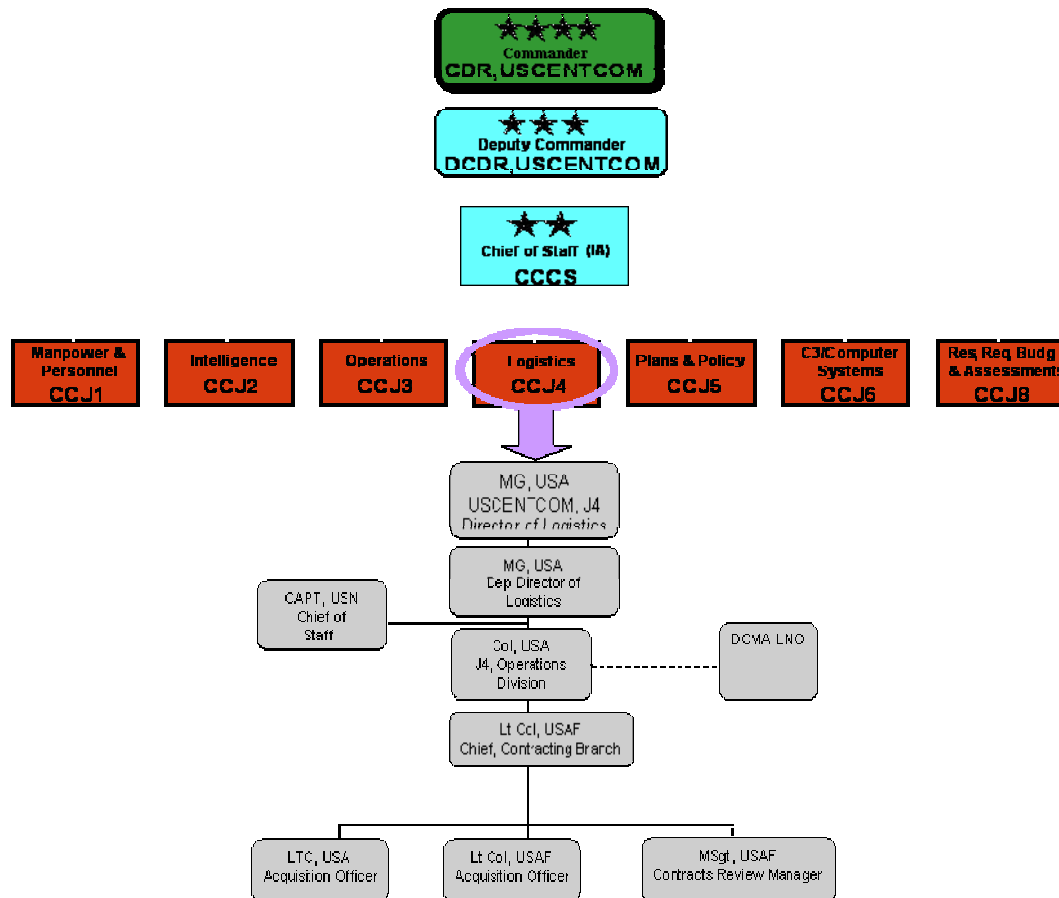 Commander
CDR, USCENTCOM
Deputy Commander
DCDR, USCENTCOM
Chief of Staff (IA)
CCCS
Manpower &
Personnel
CCJ1
Intelligence
CCJ2
Operations
CCJ3
Logistics
CCJ4
Plans & Policy
CCJ5
C3/Computer
Systems
CCJ6
Res, Req, Budg
& Assessments
CCJ8
MG, USA
USCENTCOM, J4
Director of Logistics
MG, USA
Dep Director of
Logistics
CAPT, USN
Chief of
Staff
Col, USA
J4, Operations
Division
DCMA LNO
Lt Col, USAF
Chief, Contracting Branch
LTC, USA
Acquisition Officer
Lt Col, USAF
Acquisition Officer
MSgt, USAF
Contracts Review Manager